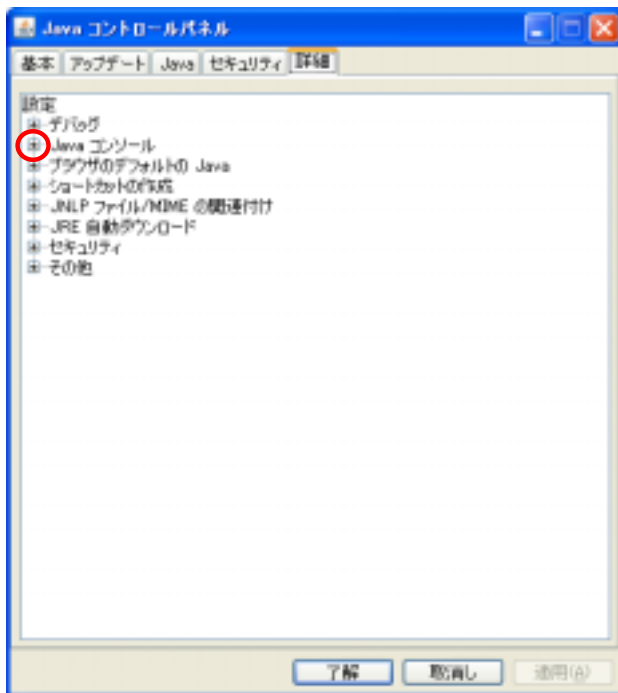 Java コントロールパネル
基本 アップデート Java セキュリティ 詳細
設定
デバッグ
Java コンソール
ブラウザのデフォルトの Java
ショートカットの作成
JNLP ファイル/MIME の関連付け
JRE 自動ダウンロード
セキュリティ
その他
了解 取消し 適用(A)